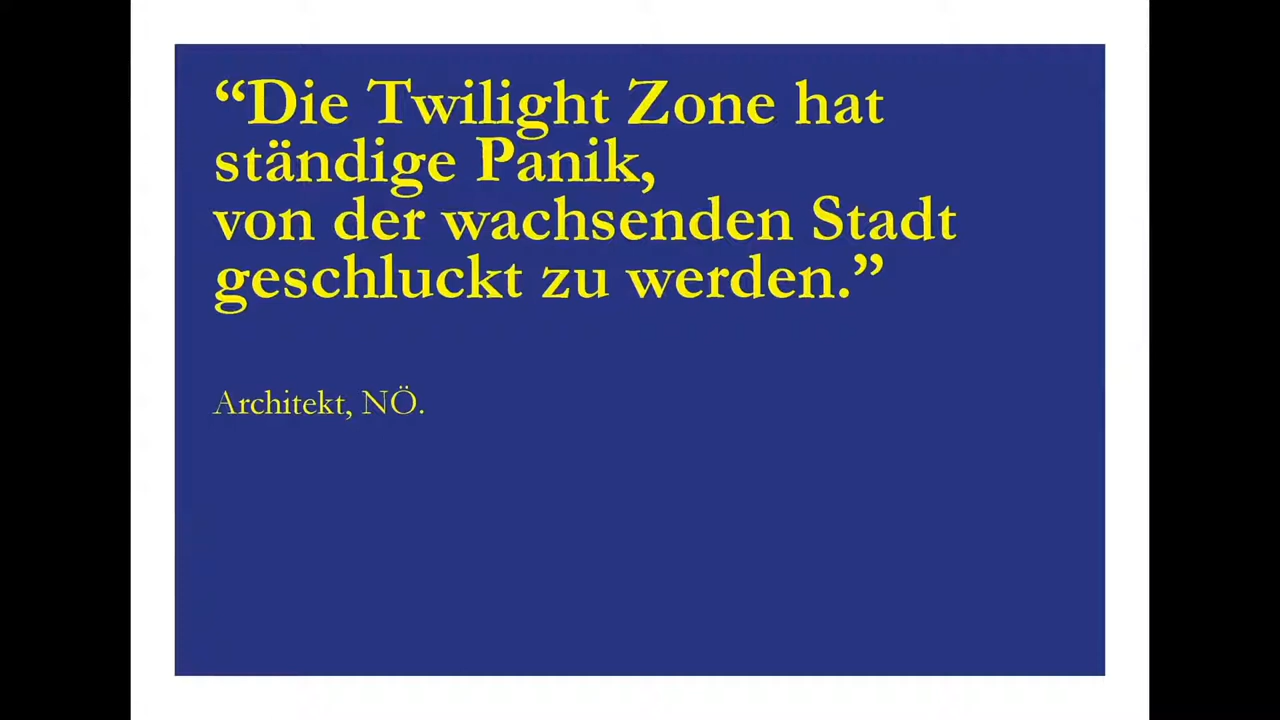 “Die Twilight Zone hat
ständige Panik,
von der wachsenden Stadt
geschluckt zu werden.”
Architekt, NÖ.